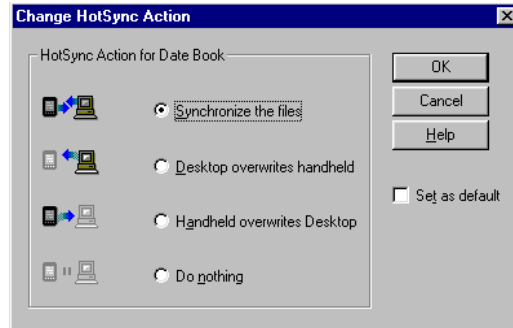 Change HotSync Action
HotSync Action for Date Book
Synchronize the files
Desktop overwrites handheld
Handheld overwrites Desktop
Do nothing
OK
Cancel
Help
Set as default